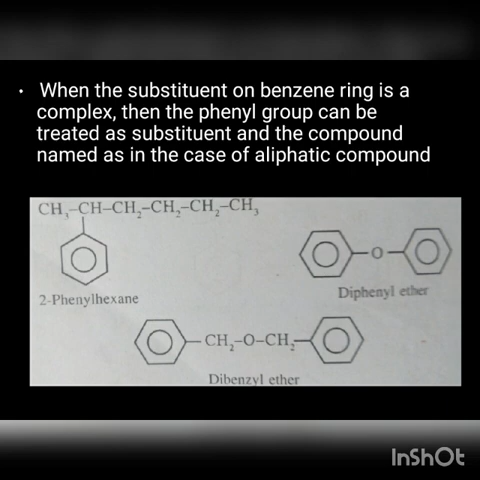 • When the substituent on benzene ring is a
complex, then the phenyl group can be
treated as substituent and the compound
named as in the case of aliphatic compound
CH₃–CH–CH₂–CH₂–CH₂–CH₃
O
2-Phenylhexane
Diphenyl ether
CH₂–O–CH₂
Dibenzyl ether
InShOt